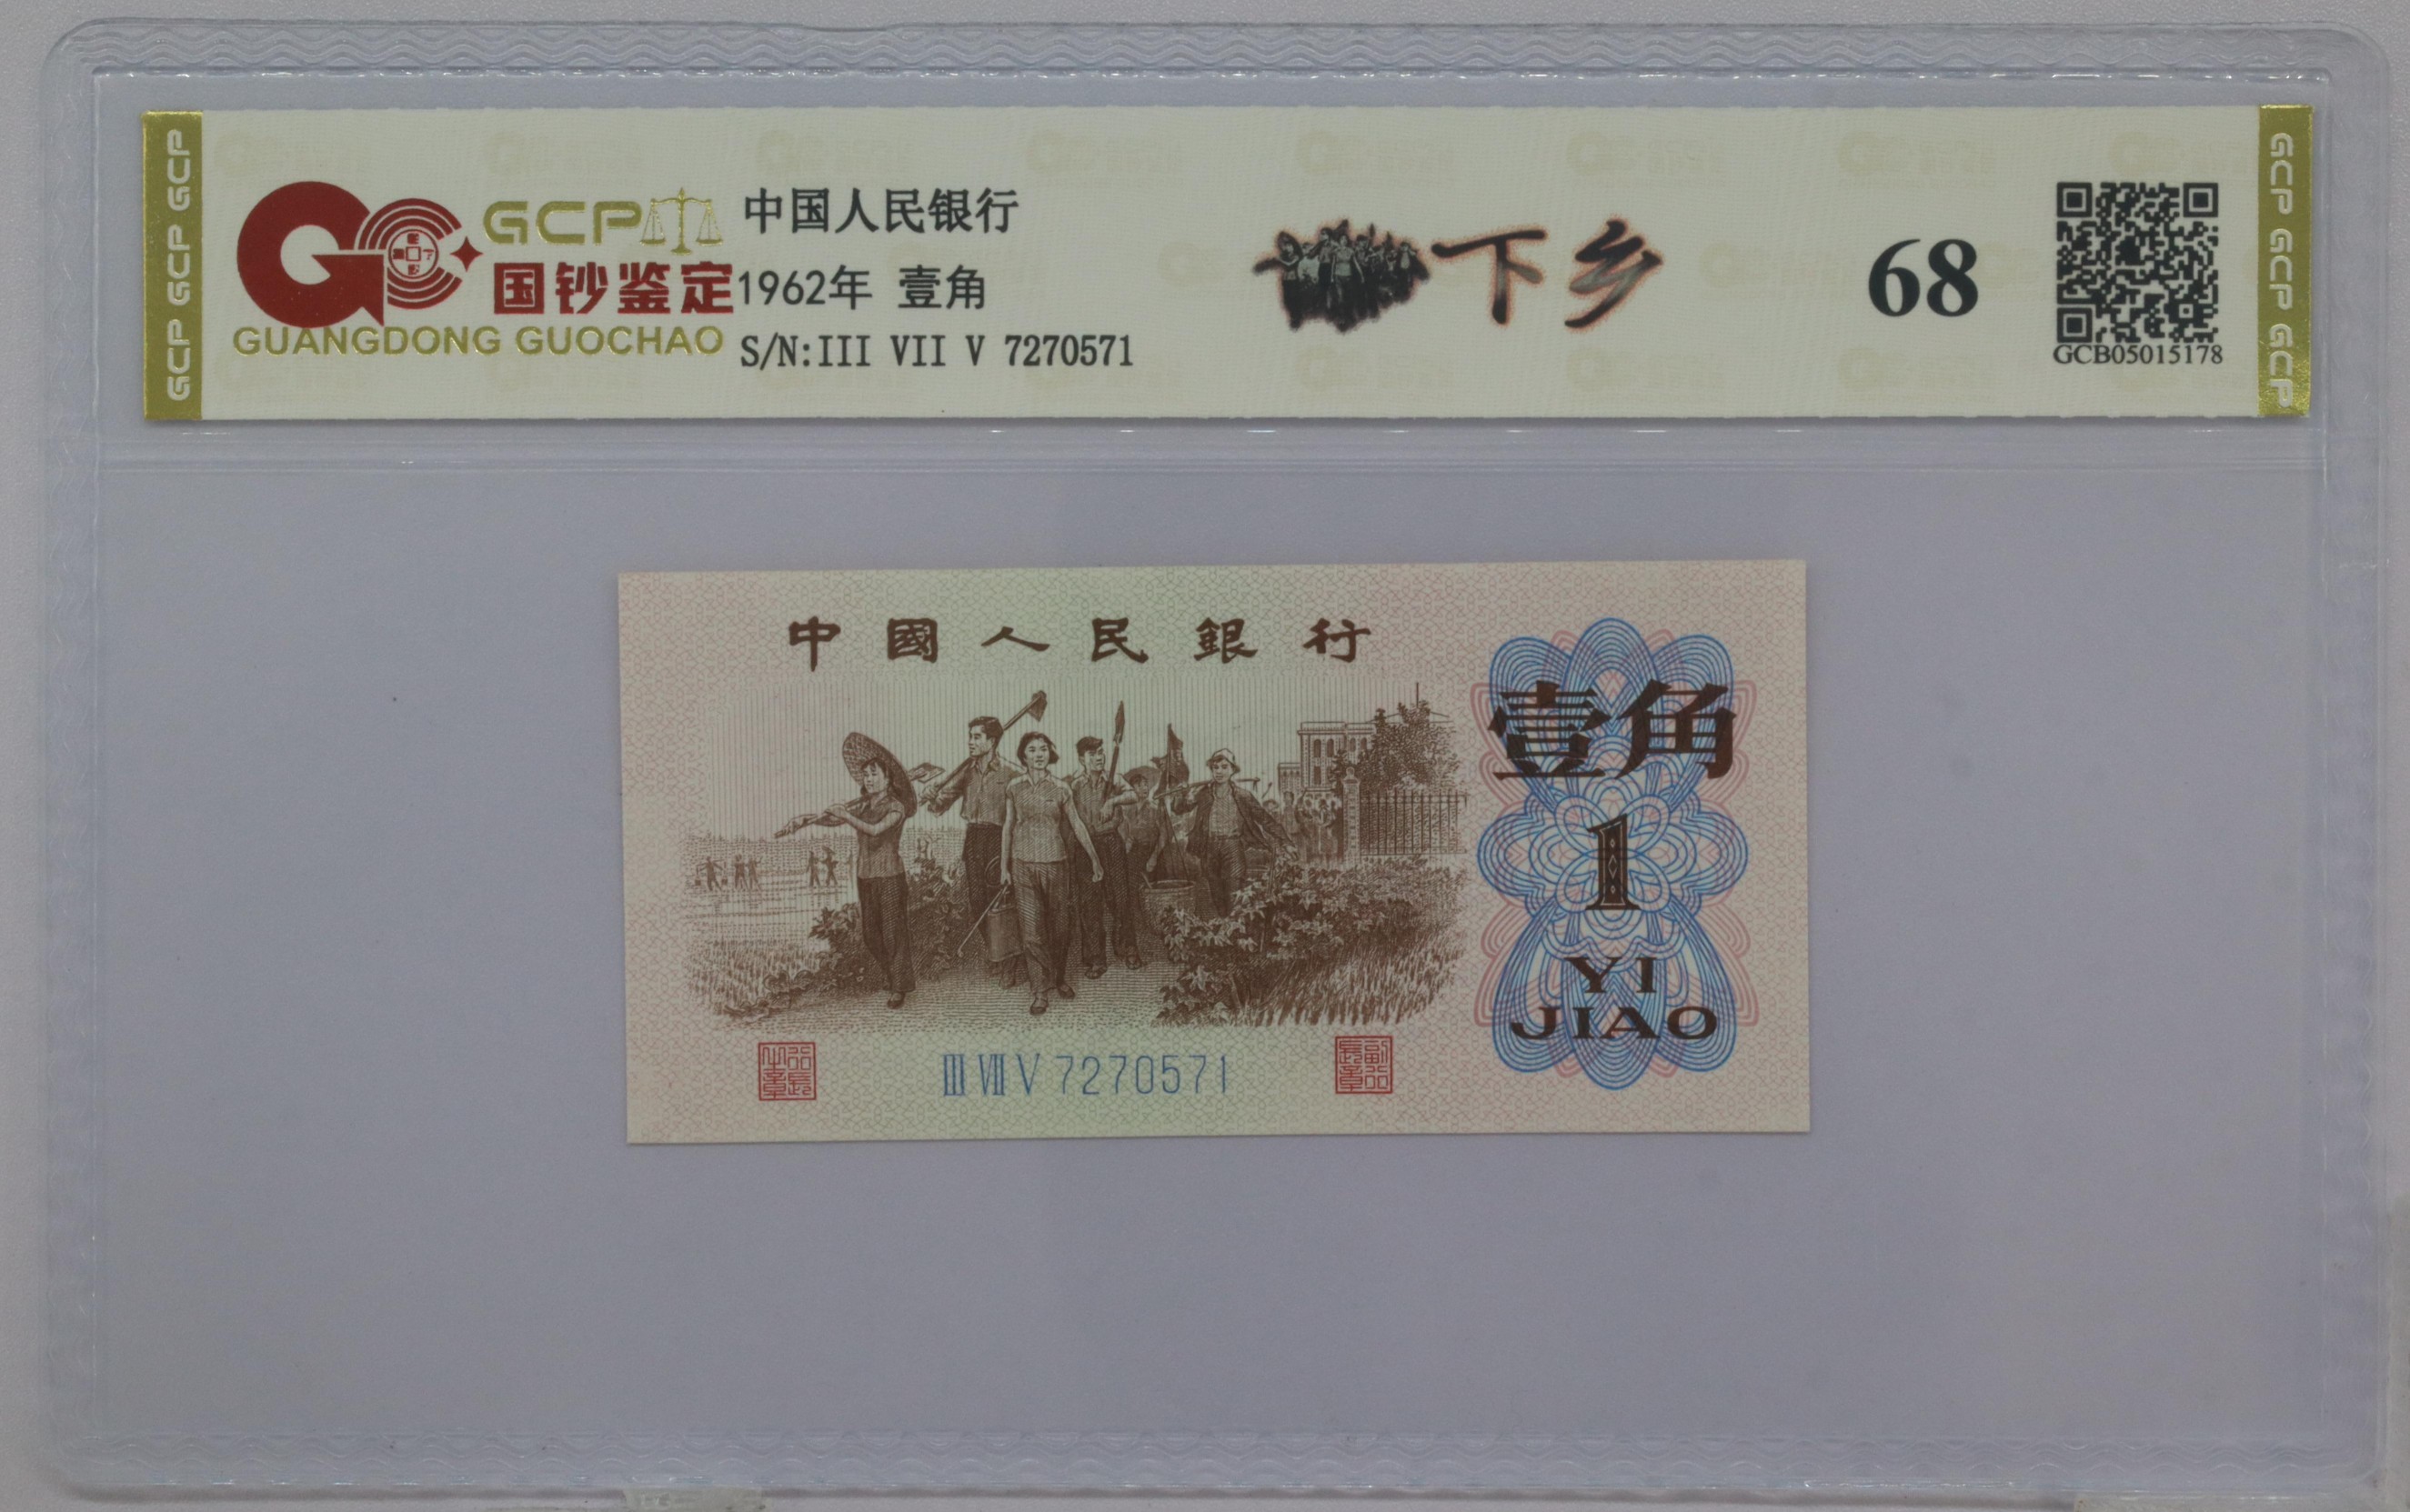 GCP GCP GCP
GCP
国钞鉴定
GUANGDONG GUOCHAO
中国人民银行
1962年 壹角
S/N:III VII V 7270571
下乡
68
GCB05015178
GCP GCP GCP
中國人民銀行
壹角
1
YI
JIAO
III VII V 7270571